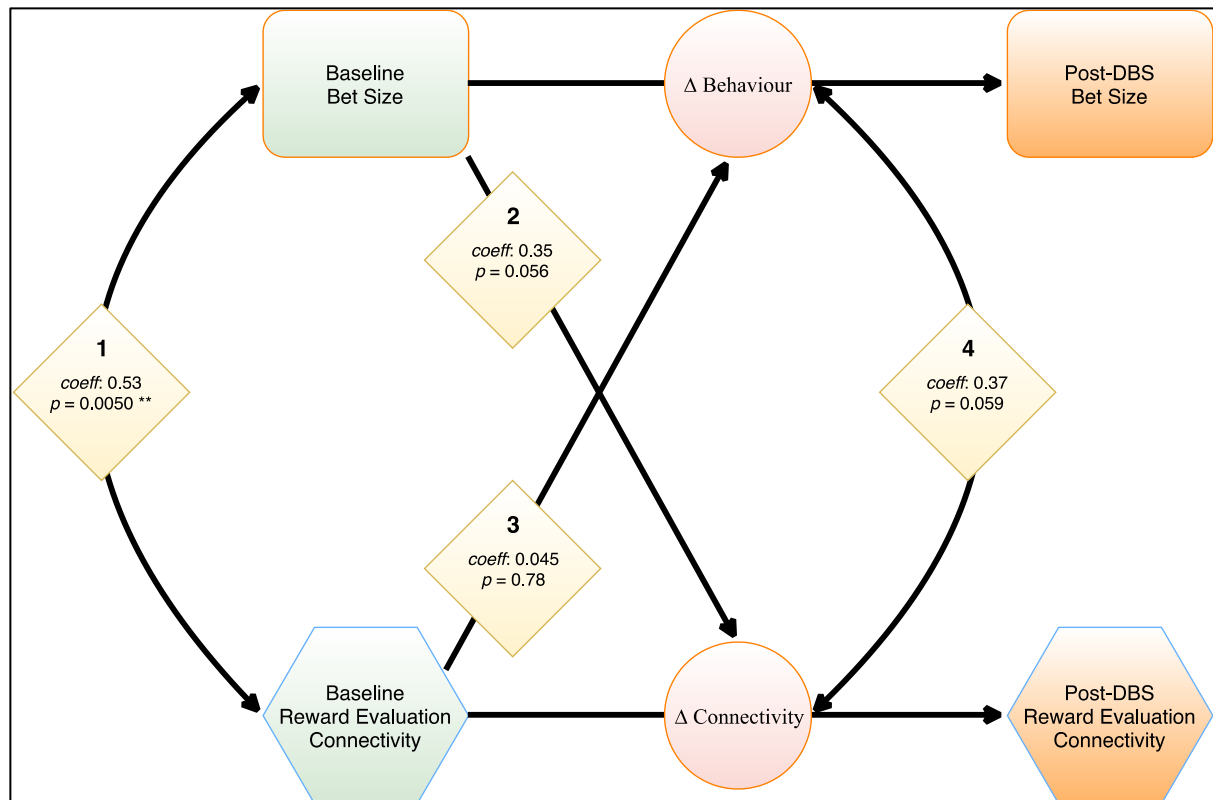 Baseline
Bet Size
Δ Behaviour
Post-DBS
Bet Size
2
coeff: 0.35
p = 0.056
1
coeff: 0.53
p = 0.0050 **
4
coeff: 0.37
p = 0.059
3
coeff: 0.045
p = 0.78
Baseline
Reward Evaluation
Connectivity
Δ Connectivity
Post-DBS
Reward Evaluation
Connectivity